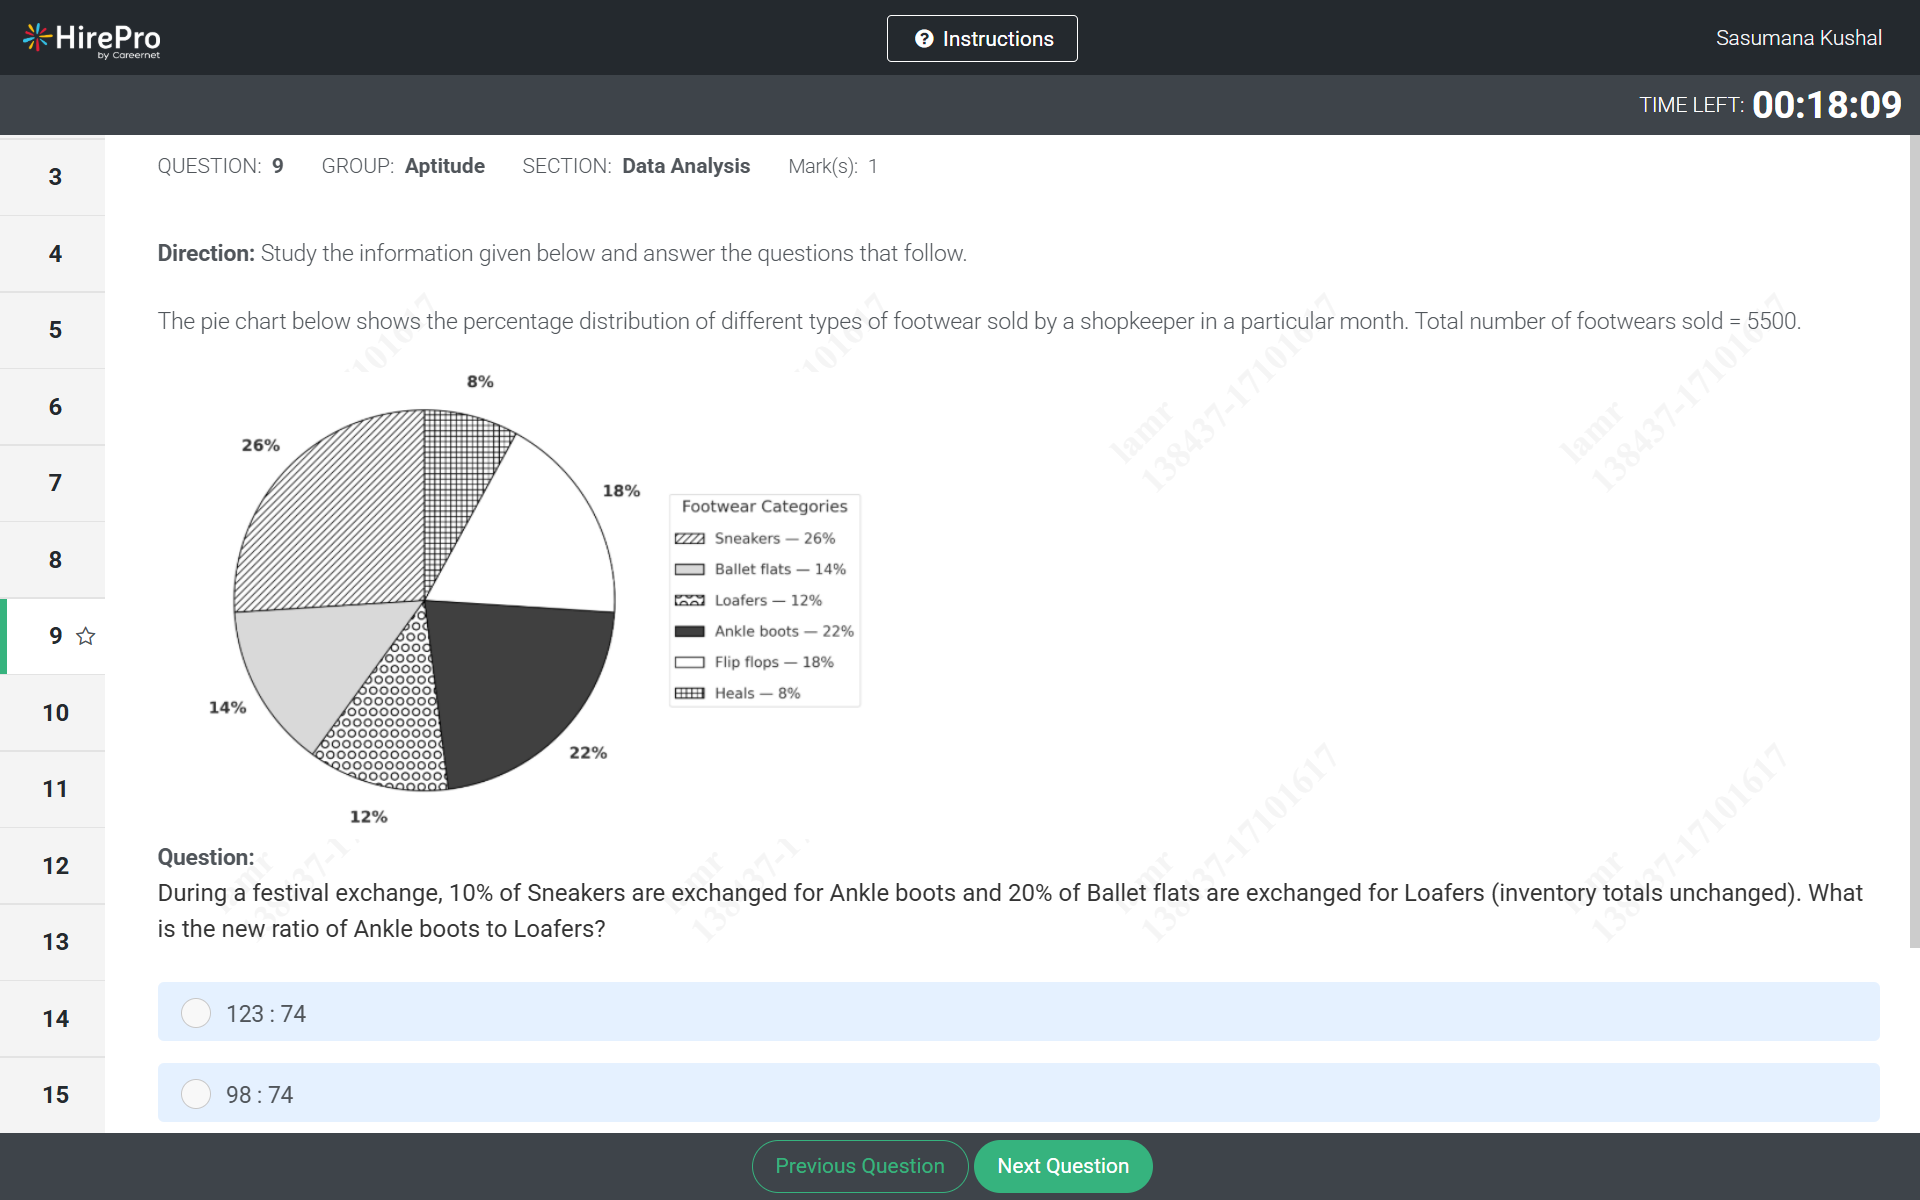 HirePro
by Careernet
Instructions
Sasumana Kushal
TIME LEFT: 00:18:09
3
4
5
6
7
8
9
10
11
12
13
14
15
QUESTION: 9 GROUP: Aptitude SECTION: Data Analysis Mark(s): 1
Direction: Study the information given below and answer the questions that follow.
The pie chart below shows the percentage distribution of different types of footwear sold by a shopkeeper in a particular month. Total number of footwears sold = 5500.
8%
26%
18%
14%
22%
12%
Footwear Categories
Sneakers — 26%
Ballet flats — 14%
Loafers — 12%
Ankle boots — 22%
Flip flops — 18%
Heals — 8%
lamr
138437-17101617
lamr
138437-17101617
Question:
During a festival exchange, 10% of Sneakers are exchanged for Ankle boots and 20% of Ballet flats are exchanged for Loafers (inventory totals unchanged). What
is the new ratio of Ankle boots to Loafers?
123 : 74
98 : 74
Previous Question
Next Question